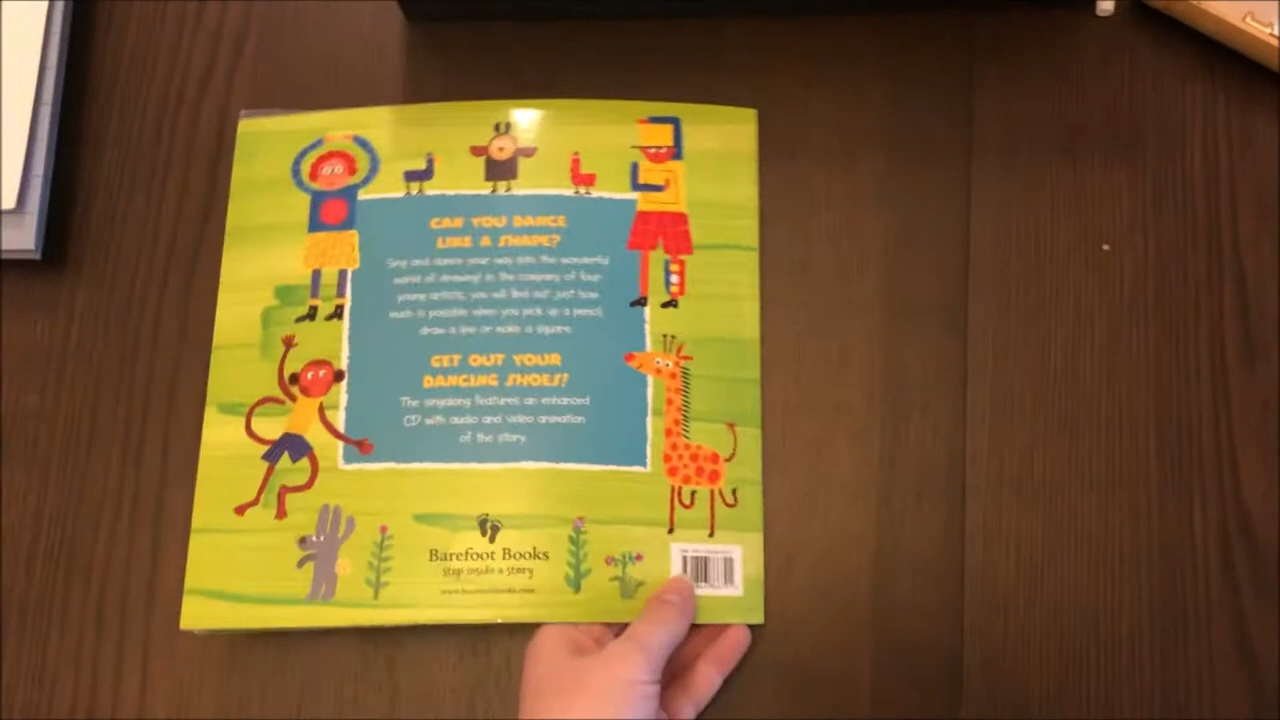 CAN YOU DANCE
LIKE A SHAPE?
Sing and dance your way into the wonderful
world of drawing! In the company of four
young artists, you will find out just how
much is possible when you pick up a pencil,
draw a line or make a square.
GET OUT YOUR
DANCING SHOES!
The singalong features an enhanced
CD with audio and video animation
of the story.
Barefoot Books
step inside a story
www.barefootbooks.com